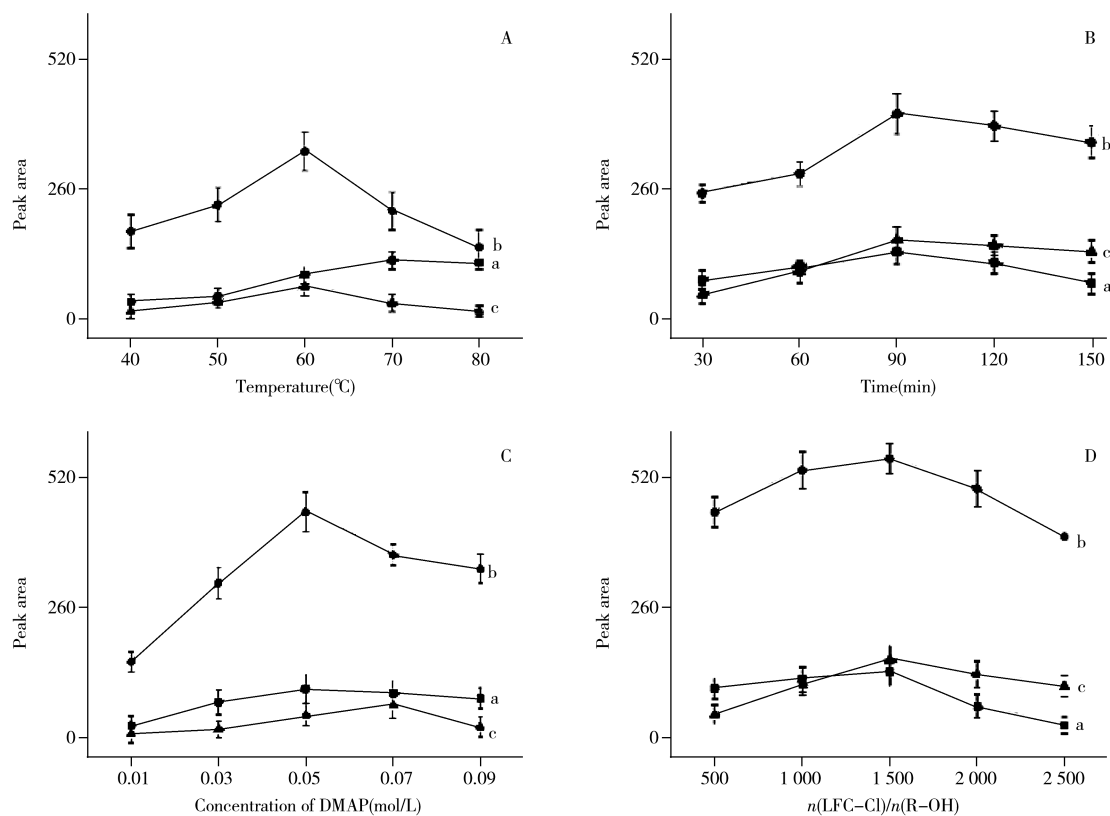 A
520
260
0
Peak area
b
a
c
40 50 60 70 80
Temperature(℃)
B
520
260
0
Peak area
b
c
a
30 60 90 120 150
Time(min)
C
520
260
0
Peak area
b
a
c
0.01 0.03 0.05 0.07 0.09
Concentration of DMAP(mol/L)
D
520
260
0
Peak area
b
c
a
500 1 000 1 500 2 000 2 500
n(LFC-Cl)/n(R-OH)